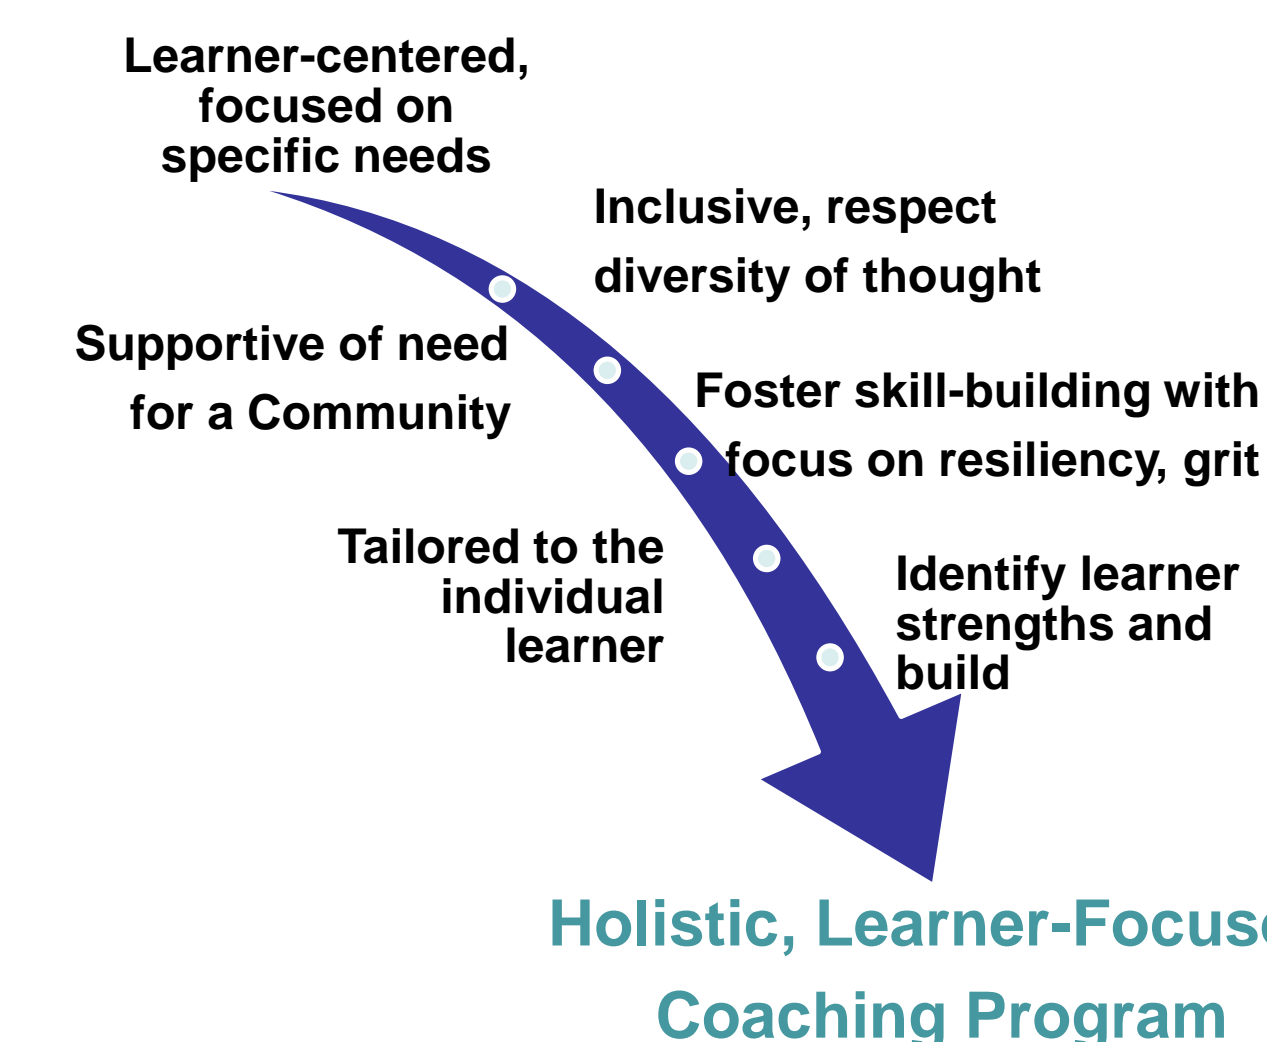 Learner-centered,
focused on
specific needs
Inclusive, respect
diversity of thought
Supportive of need
for a Community
Foster skill-building with
focus on resiliency, grit
Tailored to the
individual
learner
Identify learner
strengths and
build
Holistic, Learner-Focuse
Coaching Program